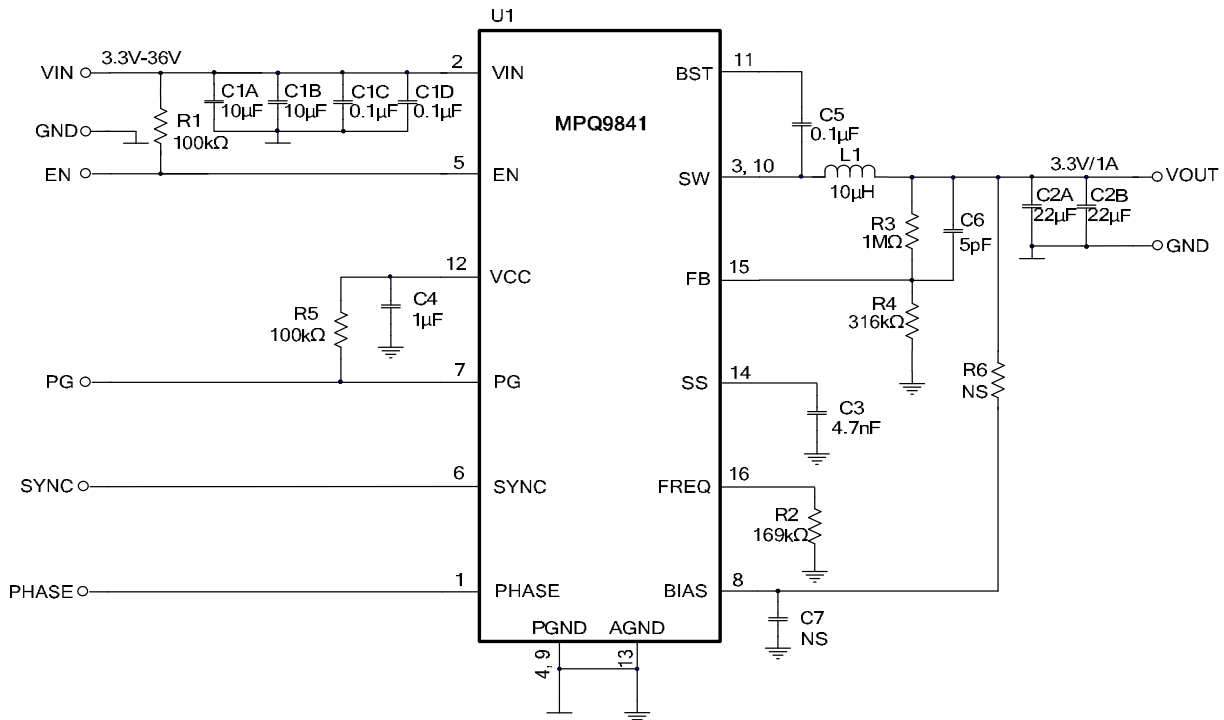 U1
VIN
3.3V-36V
2
VIN
C1A
10µF
C1B
10µF
C1C
0.1µF
C1D
0.1µF
GND
R1
100kΩ
EN
5
EN
12
VCC
C4
1µF
R5
100kΩ
PG
7
PG
SYNC
6
SYNC
PHASE
1
PHASE
MPQ9841
BST
11
C5
0.1µF
SW
3, 10
L1
10µH
3.3V/1A
VOUT
C2A
22µF
C2B
22µF
GND
R3
1MΩ
C6
5pF
FB
15
R4
316kΩ
R6
NS
SS
14
C3
4.7nF
FREQ
16
R2
169kΩ
BIAS
8
C7
NS
PGND
AGND
4, 9
13